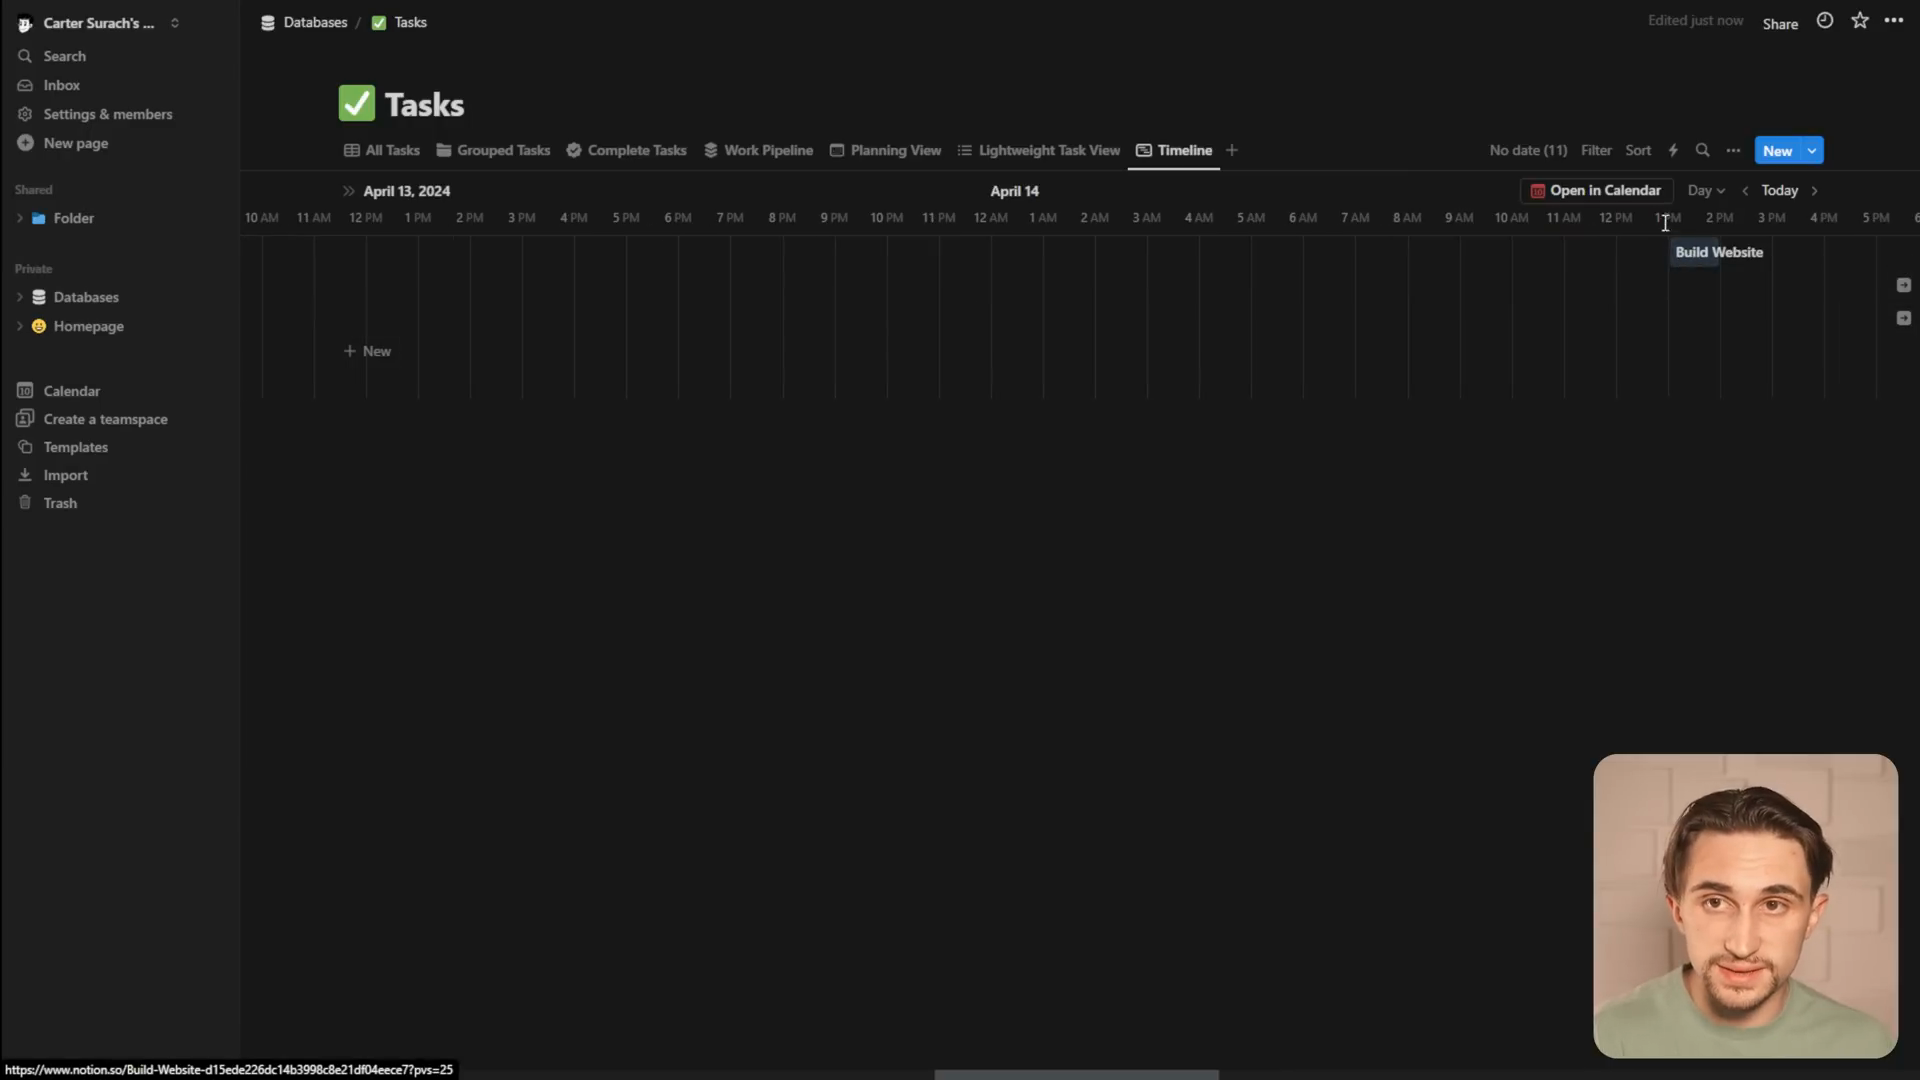 Carter Surach's ...
Search
Inbox
Settings & members
New page
Shared
Folder
Private
Databases
Homepage
Calendar
Create a teamspace
Templates
Import
Trash
Databases / Tasks
Edited just now Share
Tasks
All Tasks Grouped Tasks Complete Tasks Work Pipeline Planning View Lightweight Task View Timeline No date (11) Filter Sort New
April 13, 2024 April 14 Open in Calendar Day Today
10 AM 11 AM 12 PM 1 PM 2 PM 3 PM 4 PM 5 PM 6 PM 7 PM 8 PM 9 PM 10 PM 11 PM 12 AM 1 AM 2 AM 3 AM 4 AM 5 AM 6 AM 7 AM 8 AM 9 AM 10 AM 11 AM 12 PM 1 PM 2 PM 3 PM 4 PM 5 PM 6
Build Website
New
https://www.notion.so/Build-Website-d15ede226dc14b3998c8e21df04eece7?pvs=25